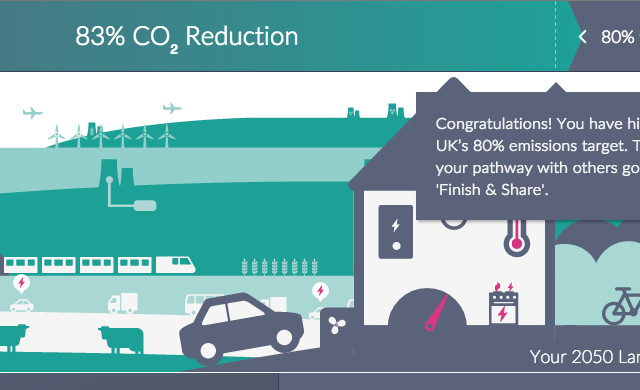 83% CO2 Reduction
80%
Congratulations! You have hi
UK's 80% emissions target. T
your pathway with others go
'Finish & Share'.
Your 2050 Lan